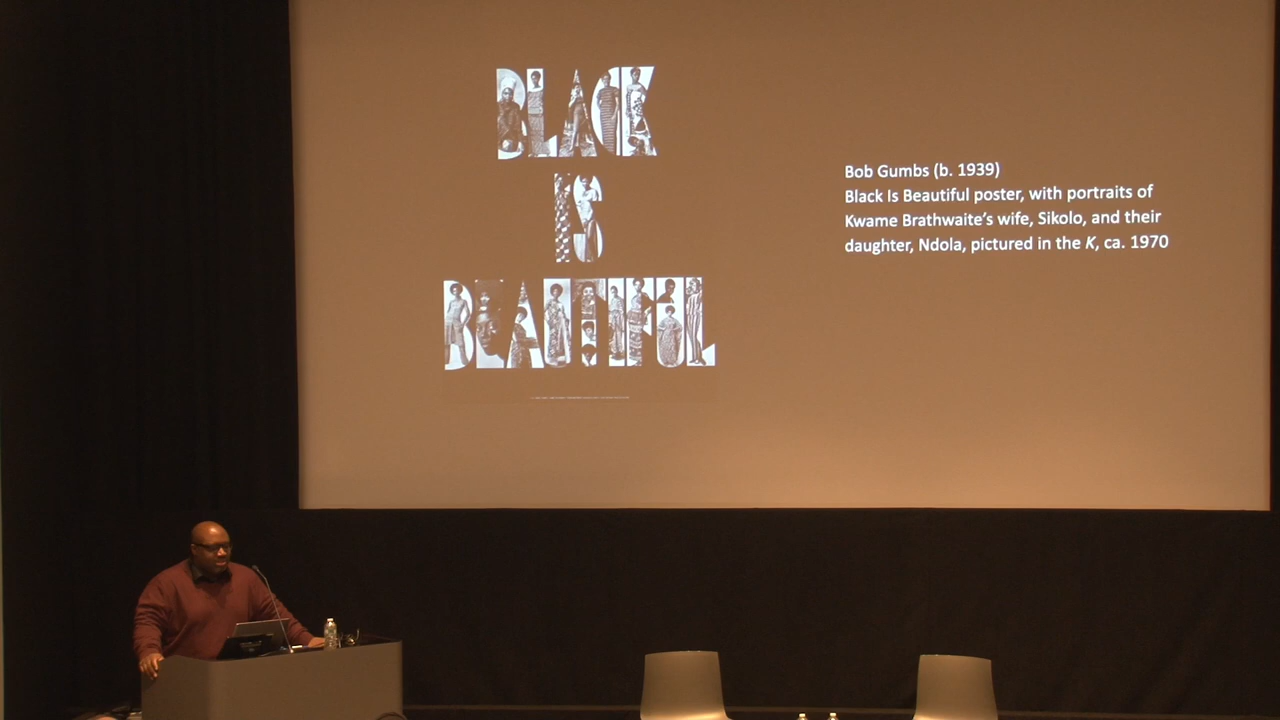 BLACK
IS
BEAUTIFUL
Bob Gumbs (b. 1939)
Black Is Beautiful poster, with portraits of
Kwame Brathwaite’s wife, Sikolo, and their
daughter, Ndola, pictured in the K, ca. 1970